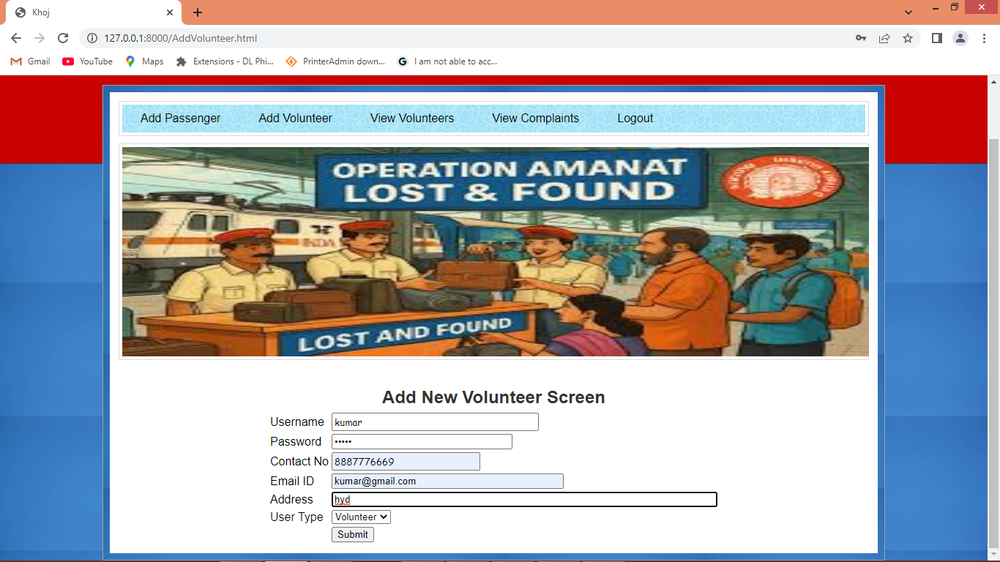 Khoj
127.0.0.1:8000/AddVolunteer.html
Gmail YouTube Maps Extensions - DL Phi... PrinterAdmin down... I am not able to acc...
Add Passenger Add Volunteer View Volunteers View Complaints Logout
OPERATION AMANAT
LOST & FOUND
INDA
LOST AND FOUND
Add New Volunteer Screen
Username kumar
Password •••••
Contact No 8887776669
Email ID kumar@gmail.com
Address hyd
User Type Volunteer
Submit